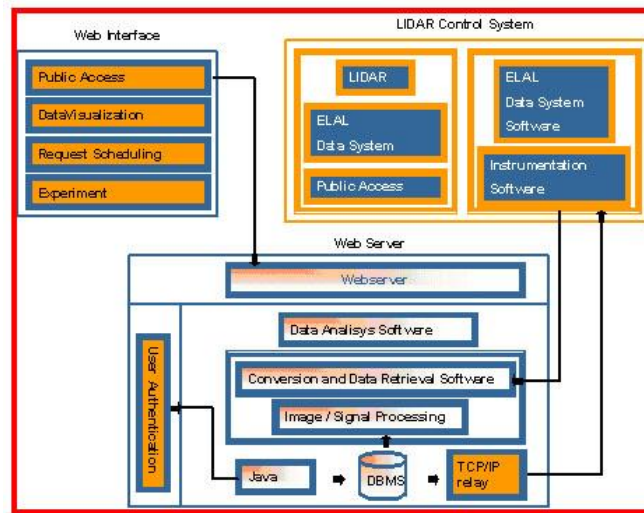 Web Interface
Public Access
DataVisualization
Request Scheduling
Experiment
LIDAR Control System
LIDAR
ELAL
Data System
Public Access
ELAL
Data System
Software
Instrumentation
Software
Web Server
Webserver
User Authentication
Data Analisys Software
Conversion and Data Retrieval Software
Image / Signal Processing
Java
DBMS
TCP/IP
relay